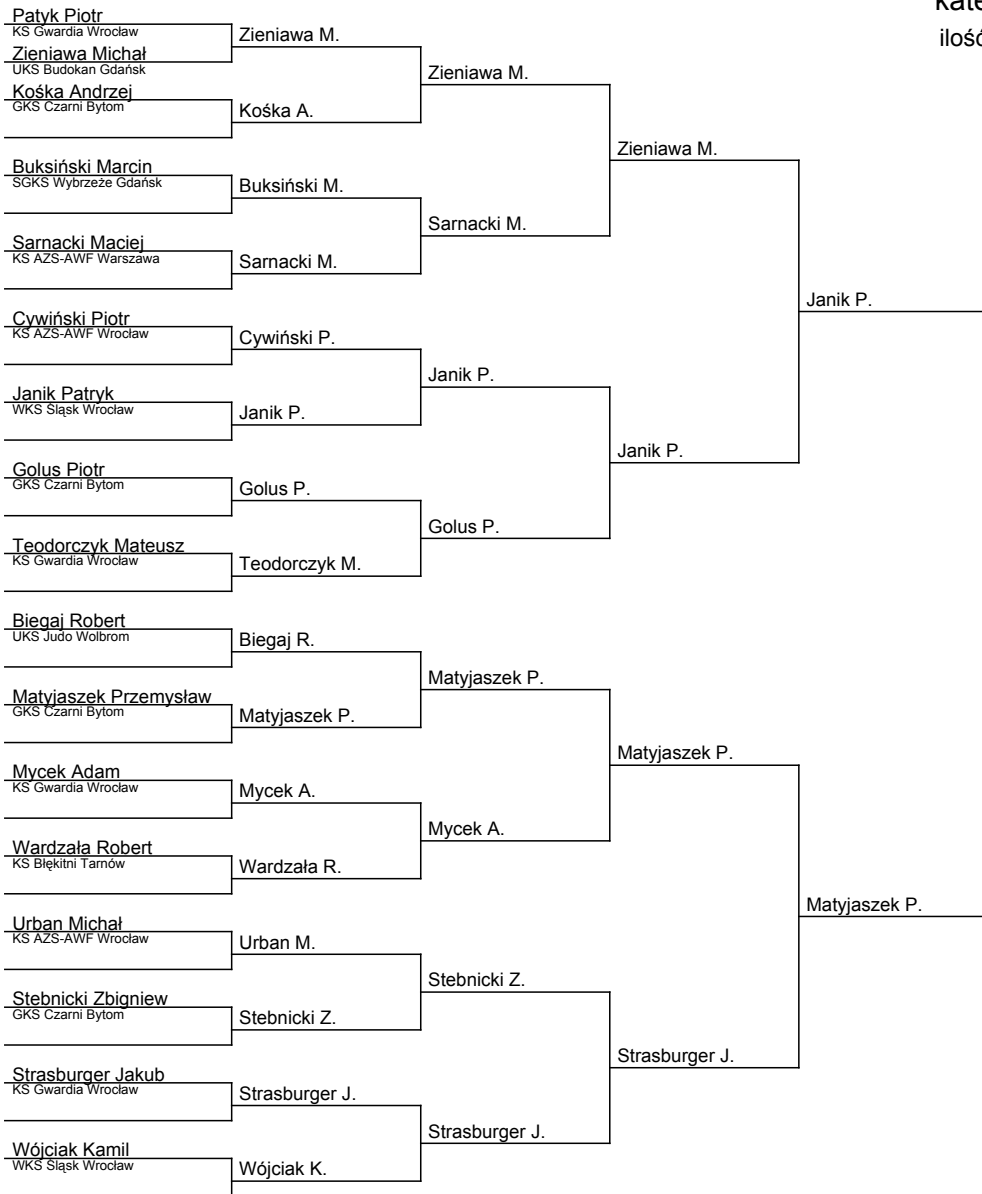 kate
ilość
Patyk Piotr
KS Gwardia Wrocław
Zieniawa Michał
UKS Budokan Gdańsk
Kośka Andrzej
GKS Czarni Bytom
Buksiński Marcin
SGKS Wybrzeże Gdańsk
Sarnacki Maciej
KS AZS-AWF Warszawa
Cywiński Piotr
KS AZS-AWF Wrocław
Janik Patryk
WKS Śląsk Wrocław
Golus Piotr
GKS Czarni Bytom
Teodorczyk Mateusz
KS Gwardia Wrocław
Biegaj Robert
UKS Judo Wolbrom
Matyjaszek Przemysław
GKS Czarni Bytom
Mycek Adam
KS Gwardia Wrocław
Wardzała Robert
KS Błękitni Tarnów
Urban Michał
KS AZS-AWF Wrocław
Stebnicki Zbigniew
GKS Czarni Bytom
Strasburger Jakub
KS Gwardia Wrocław
Wójciak Kamil
WKS Śląsk Wrocław
Zieniawa M.
Kośka A.
Buksiński M.
Sarnacki M.
Cywiński P.
Janik P.
Golus P.
Teodorczyk M.
Biegaj R.
Matyjaszek P.
Mycek A.
Wardzała R.
Urban M.
Stebnicki Z.
Strasburger J.
Wójciak K.
Zieniawa M.
Sarnacki M.
Janik P.
Golus P.
Matyjaszek P.
Mycek A.
Stebnicki Z.
Strasburger J.
Zieniawa M.
Janik P.
Matyjaszek P.
Strasburger J.
Janik P.
Matyjaszek P.